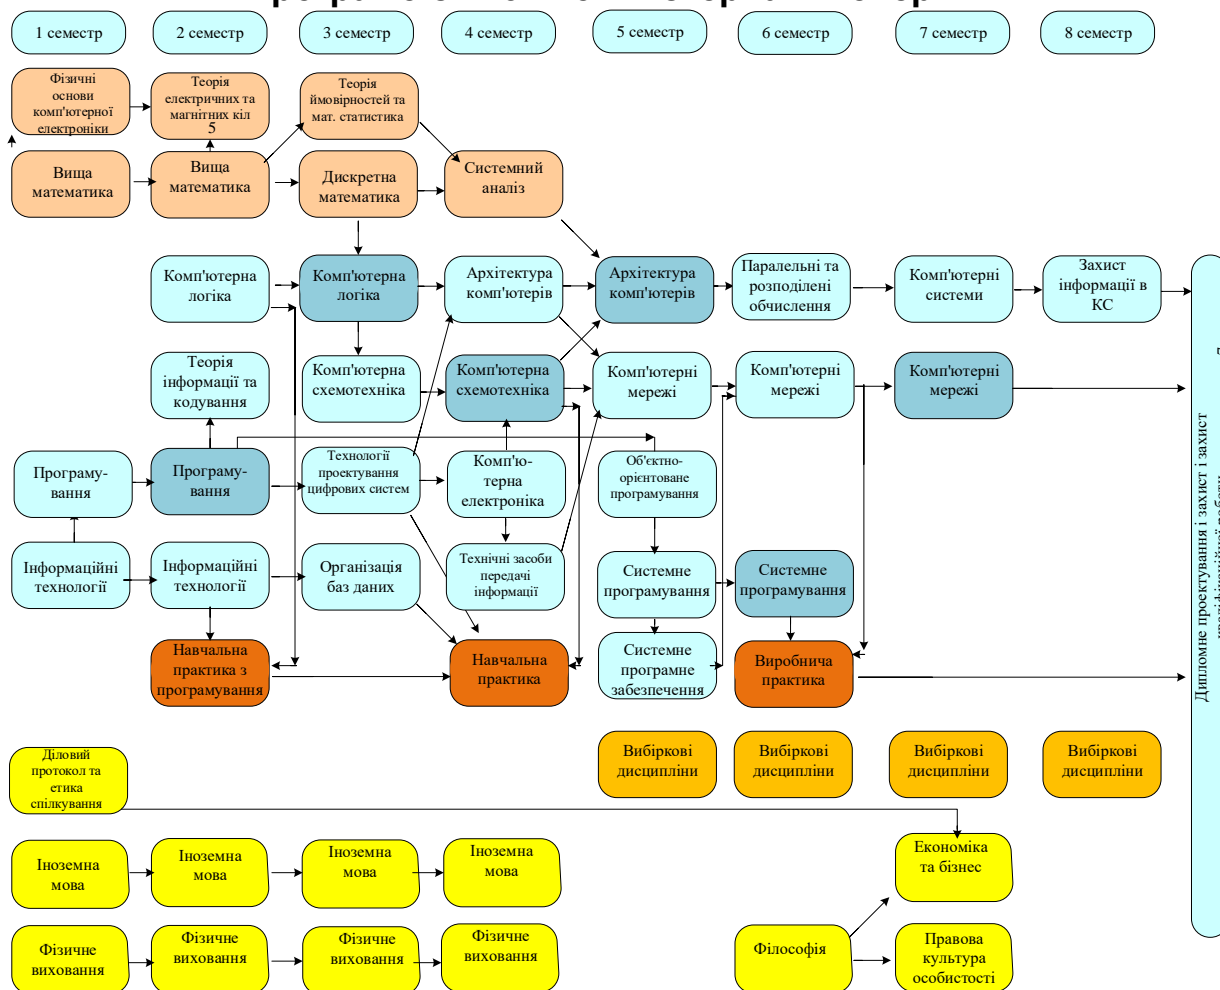 1 семестр
2 семестр
3 семестр
4 семестр
5 семестр
6 семестр
7 семестр
8 семестр
Фізичні
основи
комп'ютерної
електроніки
Теорія
електричних та
магнітних кіл
5
Теорія
ймовірностей та
мат. статистика
Вища
математика
Вища
математика
Дискретна
математика
Системний
аналіз
Комп'ютерна
логіка
Комп'ютерна
логіка
Архітектура
комп'ютерів
Архітектура
комп'ютерів
Паралельні та
розподілені
обчислення
Комп'ютерні
системи
Захист
інформації в
КС
Теорія
інформації та
кодування
Комп'ютерна
схемотехніка
Комп'ютерна
схемотехніка
Комп'ютерні
мережі
Комп'ютерні
мережі
Комп'ютерні
мережі
Програму-
вання
Програму-
вання
Технології
проектування
цифрових систем
Комп'ю-
терна
електроніка
Об'єктно-
орієнтоване
програмування
Інформаційні
технології
Інформаційні
технології
Організація
баз даних
Технічні засоби
передачі
інформації
Системне
програмування
Системне
програмування
Навчальна
практика з
програмування
Навчальна
практика
Системне
програмне
забезпечення
Виробнича
практика
Дипломне проектування і захист і захист
Вибіркові
дисципліни
Вибіркові
дисципліни
Вибіркові
дисципліни
Вибіркові
дисципліни
Діловий
протокол та
етика
спілкування
Іноземна
мова
Іноземна
мова
Іноземна
мова
Іноземна
мова
Економіка
та бізнес
Фізичне
виховання
Фізичне
виховання
Фізичне
виховання
Фізичне
виховання
Філософія
Правова
культура
особистості